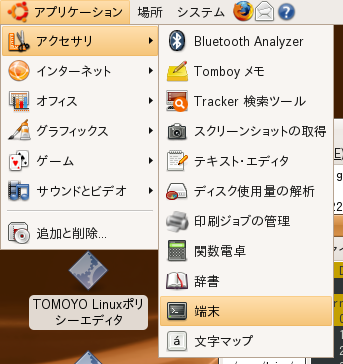 アプリケーション 場所 システム
アクセサリ
インターネット
オフィス
グラフィックス
ゲーム
サウンドとビデオ
追加と削除...
Bluetooth Analyzer
Tomboy メモ
Tracker 検索ツール
スクリーンショットの取得
テキスト・エディタ
ディスク使用量の解析
印刷ジョブの管理
関数電卓
辞書
端末
文字マップ
TOMOYO Linuxポリ
シーエディタ